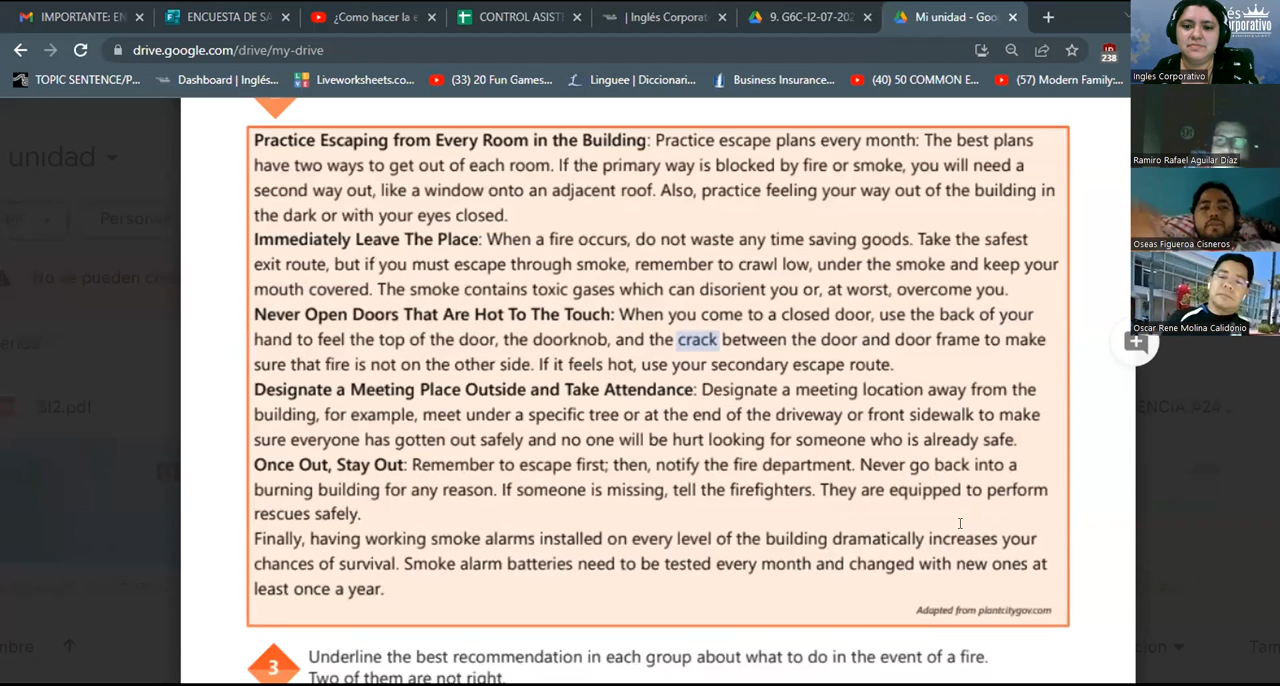 IMPORTANTE: EN
ENCUESTA DE SA
¿Como hacer la e
CONTROL ASIST
| Inglés Corporat
9. G6C-I2-07-202
Mi unidad - Goo
drive.google.com/drive/my-drive
238
TOPIC SENTENCE/P...
Dashboard | Inglés...
Liveworksheets.co...
(33) 20 Fun Games...
Linguee | Diccionari...
Business Insurance...
(40) 50 COMMON E...
(57) Modern Family:...
Ingles Corporativo
Ramiro Rafael Aguilar Díaz
Oseas Figueroa Cisneros
Oscar Rene Molina Calidonio
unidad
Persona
No se pueden c
512.pdf
Practice Escaping from Every Room in the Building: Practice escape plans every month: The best plans
have two ways to get out of each room. If the primary way is blocked by fire or smoke, you will need a
second way out, like a window onto an adjacent roof. Also, practice feeling your way out of the building in
the dark or with your eyes closed.
Immediately Leave The Place: When a fire occurs, do not waste any time saving goods. Take the safest
exit route, but if you must escape through smoke, remember to crawl low, under the smoke and keep your
mouth covered. The smoke contains toxic gases which can disorient you or, at worst, overcome you.
Never Open Doors That Are Hot To The Touch: When you come to a closed door, use the back of your
hand to feel the top of the door, the doorknob, and the crack between the door and door frame to make
sure that fire is not on the other side. If it feels hot, use your secondary escape route.
Designate a Meeting Place Outside and Take Attendance: Designate a meeting location away from the
building, for example, meet under a specific tree or at the end of the driveway or front sidewalk to make
sure everyone has gotten out safely and no one will be hurt looking for someone who is already safe.
Once Out, Stay Out: Remember to escape first; then, notify the fire department. Never go back into a
burning building for any reason. If someone is missing, tell the firefighters. They are equipped to perform
rescues safely.
Finally, having working smoke alarms installed on every level of the building dramatically increases your
chances of survival. Smoke alarm batteries need to be tested every month and changed with new ones at
least once a year.
Adapted from plantcitygov.com
3
Underline the best recommendation in each group about what to do in the event of a fire.
Two of them are not right.